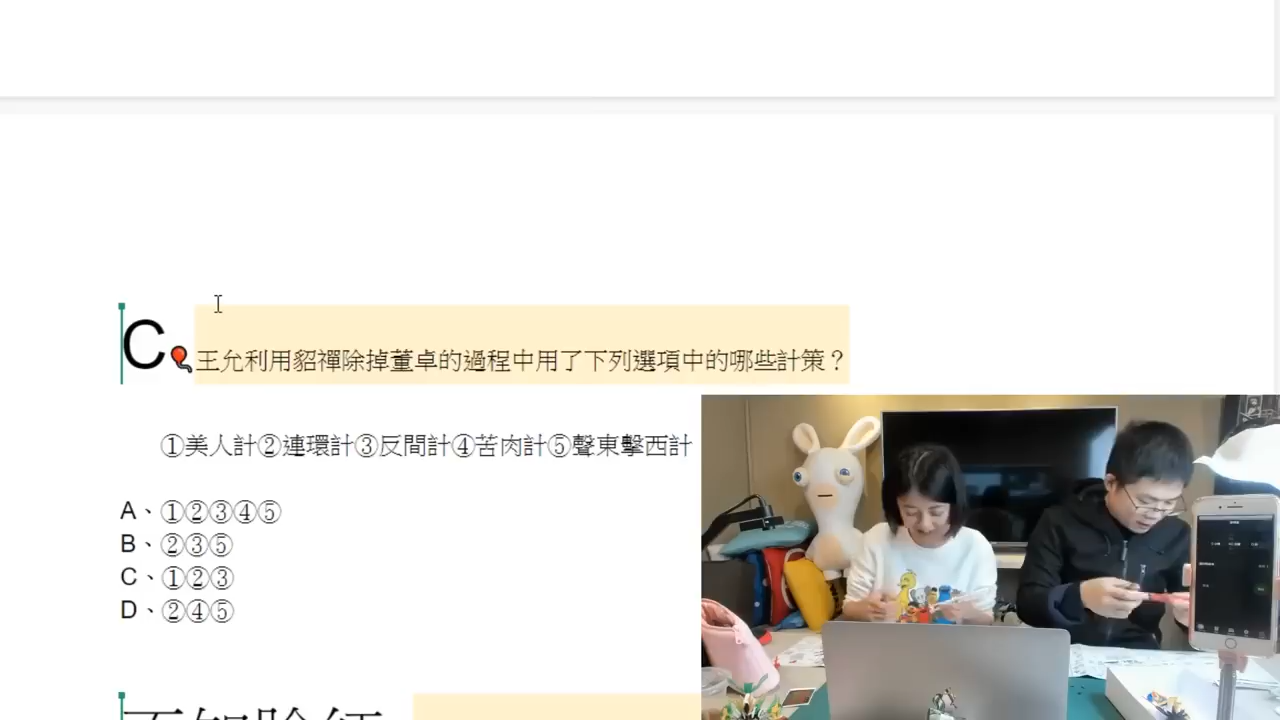 C
王允利用貂禪除掉董卓的過程中用了下列選項中的哪些計策？
①美人計②連環計③反間計④苦肉計⑤聲東擊西計
A、①②③④⑤
B、②③⑤
C、①②③
D、②④⑤